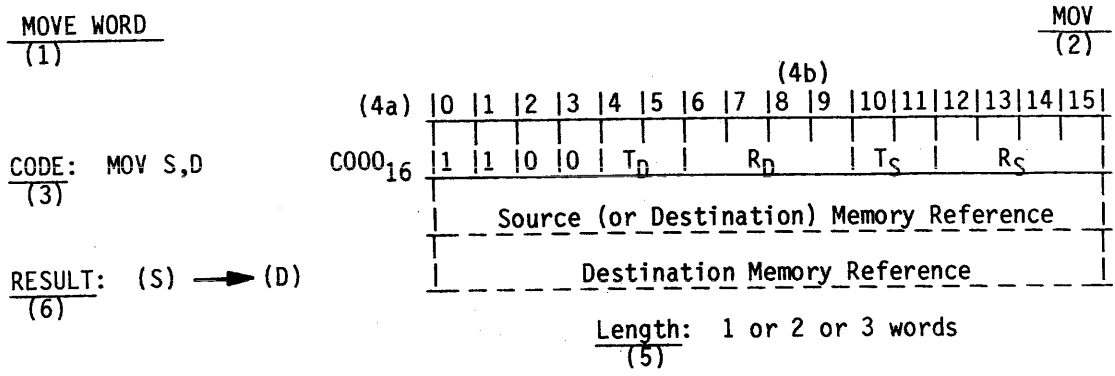 MOVE WORD
(1)
MOV
(2)
(4b)
(4a) |0 |1 |2 |3 |4 |5 |6 |7 |8 |9 |10|11|12|13|14|15|
CODE: MOV S,D
(3)
C000₁₆ |1 |1 |0 |0 | T_D | R_D | T_S | R_S |
Source (or Destination) Memory Reference
RESULT: (S) → (D)
(6)
Destination Memory Reference
Length: 1 or 2 or 3 words
(5)